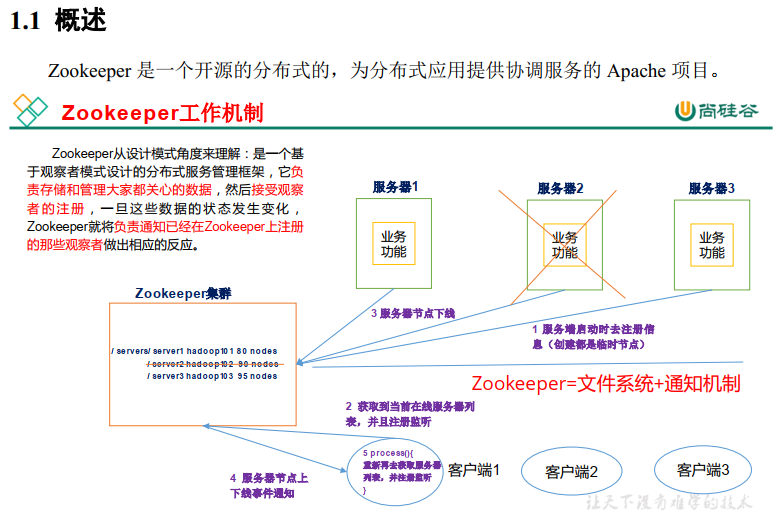 1.1 概述
Zookeeper 是一个开源的分布式的，为分布式应用提供协调服务的 Apache 项目。
Zookeeper工作机制
尚硅谷
Zookeeper从设计模式角度来理解：是一个基
于观察者模式设计的分布式服务管理框架，它负
责存储和管理大家都关心的数据，然后接受观察
者的注册，一旦这些数据的状态发生变化，
Zookeeper就将负责通知已经在Zookeeper上注册
的那些观察者做出相应的反应。
服务器1
业务
功能
服务器2
业务
功能
服务器3
业务
功能
Zookeeper集群
/ servers/ server1 hadoop101 80 nodes
/ server2 hadoop102 90 nodes
/ server3 hadoop103 95 nodes
3 服务器节点下线
1 服务端启动时去注册信
息（创建都是临时节点）
Zookeeper=文件系统+通知机制
2 获取到当前在线服务器列
表，并且注册监听
4 服务器节点上
下线事件通知
5 process(){
重新再去获取服务器
列表，并注册监听
}
客户端1
客户端2
客户端3
让天下没有难学的技术